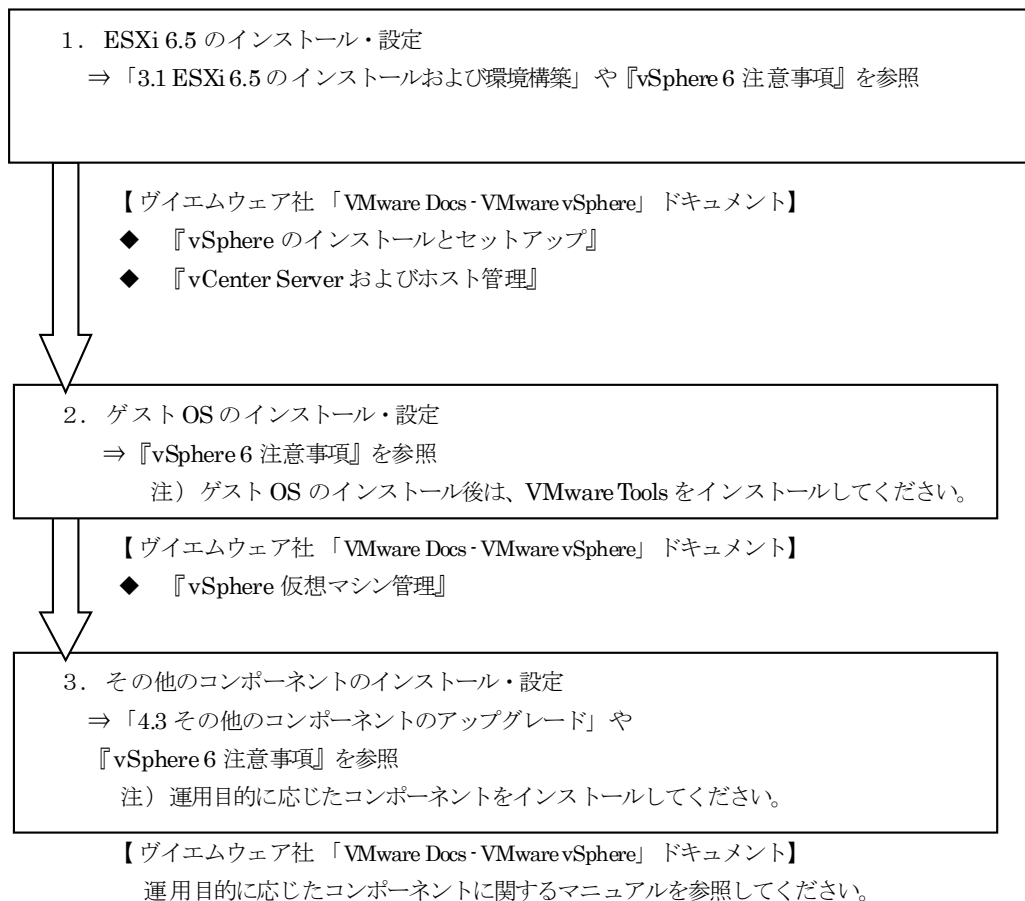 １． ESXi 6.5 のインストール・設定
⇒「3.1 ESXi 6.5 のインストールおよび環境構築」や『vSphere 6 注意事項』を参照
【ヴイエムウェア社 「VMware Docs - VMware vSphere」 ドキュメント】
◆ 『vSphere のインストールとセットアップ』
◆ 『vCenter Server およびホスト管理』
２． ゲスト OS のインストール・設定
⇒『vSphere 6 注意事項』を参照
注） ゲスト OS のインストール後は、VMware Tools をインストールしてください。
【ヴイエムウェア社 「VMware Docs - VMware vSphere」 ドキュメント】
◆ 『vSphere 仮想マシン管理』
３． その他のコンポーネントのインストール・設定
⇒「4.3 その他のコンポーネントのアップグレード」や
『vSphere 6 注意事項』を参照
注） 運用目的に応じたコンポーネントをインストールしてください。
【ヴイエムウェア社 「VMware Docs - VMware vSphere」 ドキュメント】
運用目的に応じたコンポーネントに関するマニュアルを参照してください。